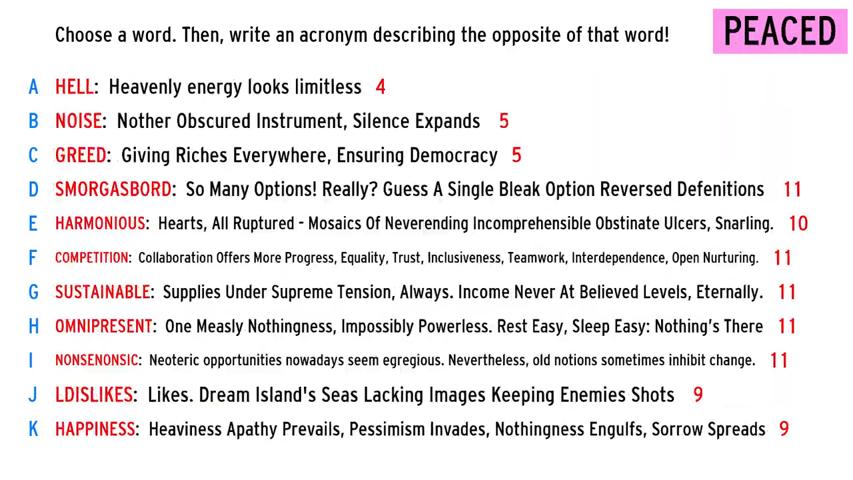 Choose a word. Then, write an acronym describing the opposite of that word!
PEACED
A HELL: Heavenly energy looks limitless 4
B NOISE: Nother Obscured Instrument, Silence Expands 5
C GREED: Giving Riches Everywhere, Ensuring Democracy 5
D SMORGASBORD: So Many Options! Really? Guess A Single Bleak Option Reversed Defenitions 11
E HARMONIOUS: Hearts, All Ruptured - Mosaics Of Neverending Incomprehensible Obstinate Ulcers, Snarling. 10
F COMPETITION: Collaboration Offers More Progress, Equality, Trust, Inclusiveness, Teamwork, Interdependence, Open Nurturing. 11
G SUSTAINABLE: Supplies Under Supreme Tension, Always. Income Never At Believed Levels, Eternally. 11
H OMNIPRESENT: One Measly Nothingness, Impossibly Powerless. Rest Easy, Sleep Easy: Nothing's There 11
I NONSENONSIC: Neoteric opportunities nowadays seem egregious. Nevertheless, old notions sometimes inhibit change. 11
J LDISLIKES: Likes. Dream Island's Seas Lacking Images Keeping Enemies Shots 9
K HAPPINESS: Heaviness Apathy Prevails, Pessimism Invades, Nothingness Engulfs, Sorrow Spreads 9